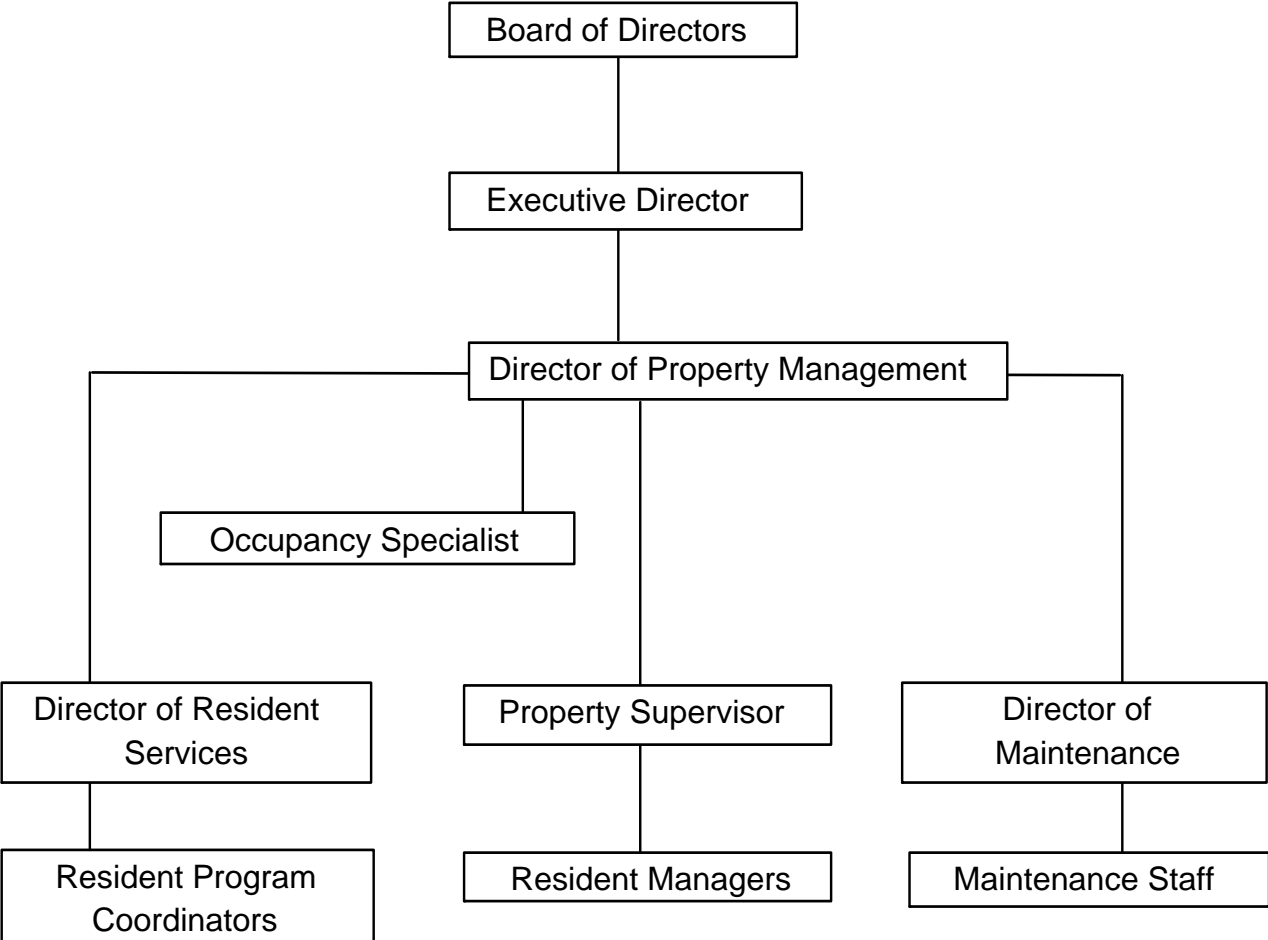 Board of Directors
Executive Director
Director of Property Management
Occupancy Specialist
Director of Resident
Services
Property Supervisor
Director of
Maintenance
Resident Program
Coordinators
Resident Managers
Maintenance Staff